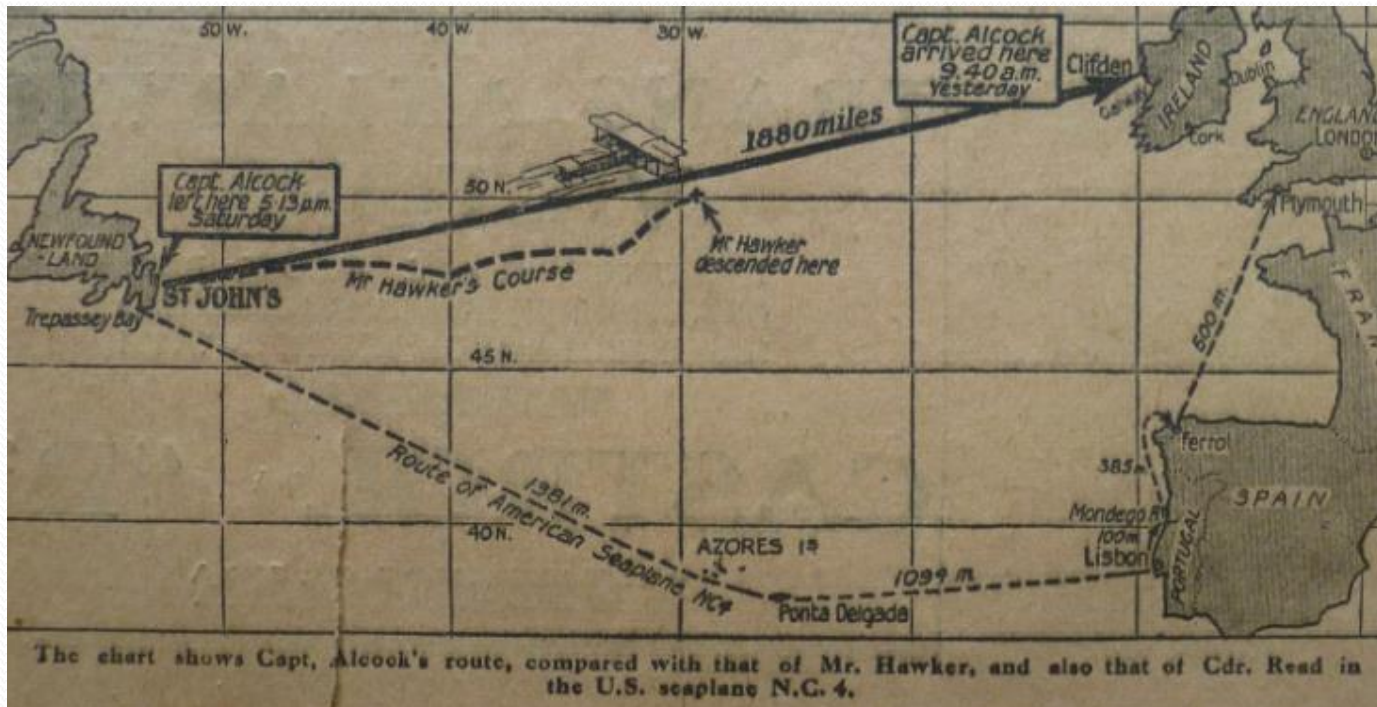 50 W.
40 W.
30 W.
Capt. Alcock
arrived here
9.40 a.m.
Yesterday
Clifden
Galway
IRELAND
Dublin
Cork
ENGLAND
LONDON
Plymouth
1880 miles
50 N.
Capt. Alcock
left here 5.13 p.m.
Saturday
NEWFOUND
-LAND
ST JOHN'S
Trepassey Bay
Mr Hawker's Course
Mr Hawker
descended here
500 m.
FRAN
45 N.
Ferrol
385m
SPAIN
Route of American Seaplane NC4
1381 m.
40 N.
AZORES Is
Mondego R.
100m
Lisbon
PORTUGAL
1094 m.
Ponta Delgada
The chart shows Capt, Alcock's route, compared with that of Mr. Hawker, and also that of Cdr. Read in
the U.S. seaplane N.C. 4.